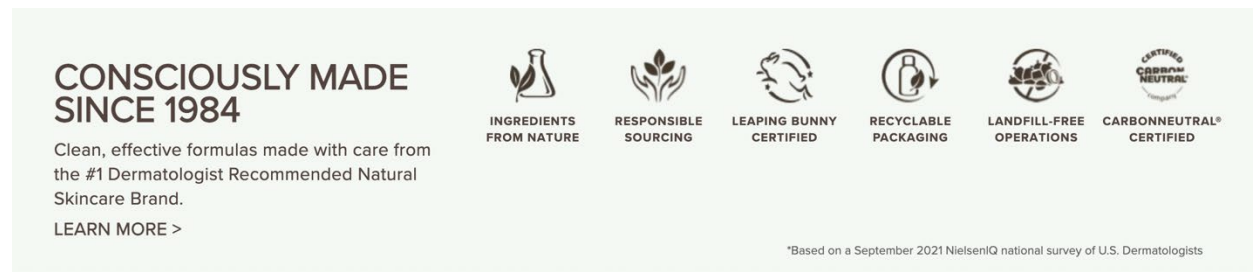 CONSCIOUSLY MADE
SINCE 1984
Clean, effective formulas made with care from
the #1 Dermatologist Recommended Natural
Skincare Brand.
LEARN MORE >
INGREDIENTS
FROM NATURE
RESPONSIBLE
SOURCING
LEAPING BUNNY
CERTIFIED
RECYCLABLE
PACKAGING
LANDFILL-FREE
OPERATIONS
CERTIFIED
CARBON
NEUTRAL
company
CARBONNEUTRAL®
CERTIFIED
*Based on a September 2021 NielsenIQ national survey of U.S. Dermatologists